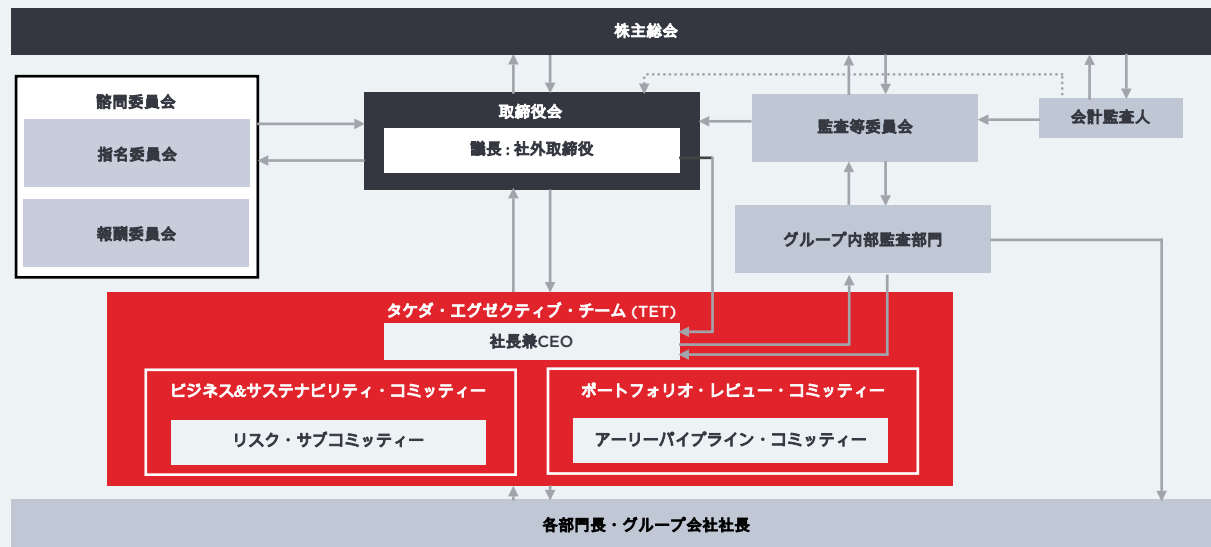 株主総会
諮問委員会
指名委員会
報酬委員会
取締役会
議長 : 社外取締役
監査等委員会
会計監査人
グループ内部監査部門
タケダ・エグゼクティブ・チーム (TET)
社長兼CEO
ビジネス&サステナビリティ・コミッティー
リスク・サブコミッティー
ポートフォリオ・レビュー・コミッティー
アーリーパイプライン・コミッティー
各部門長・グループ会社社長